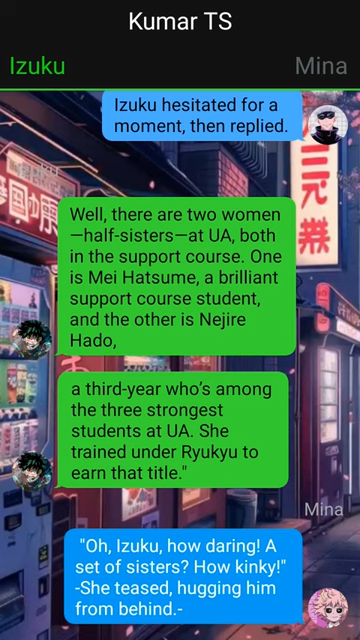 Kumar TS
Izuku
Mina
Izuku hesitated for a
moment, then replied.
Well, there are two women
—half-sisters—at UA, both
in the support course. One
is Mei Hatsume, a brilliant
support course student,
and the other is Nejire
Hado,
a third-year who’s among
the three strongest
students at UA. She
trained under Ryukyu to
earn that title."
Mina
"Oh, Izuku, how daring! A
set of sisters? How kinky!"
-She teased, hugging him
from behind.-